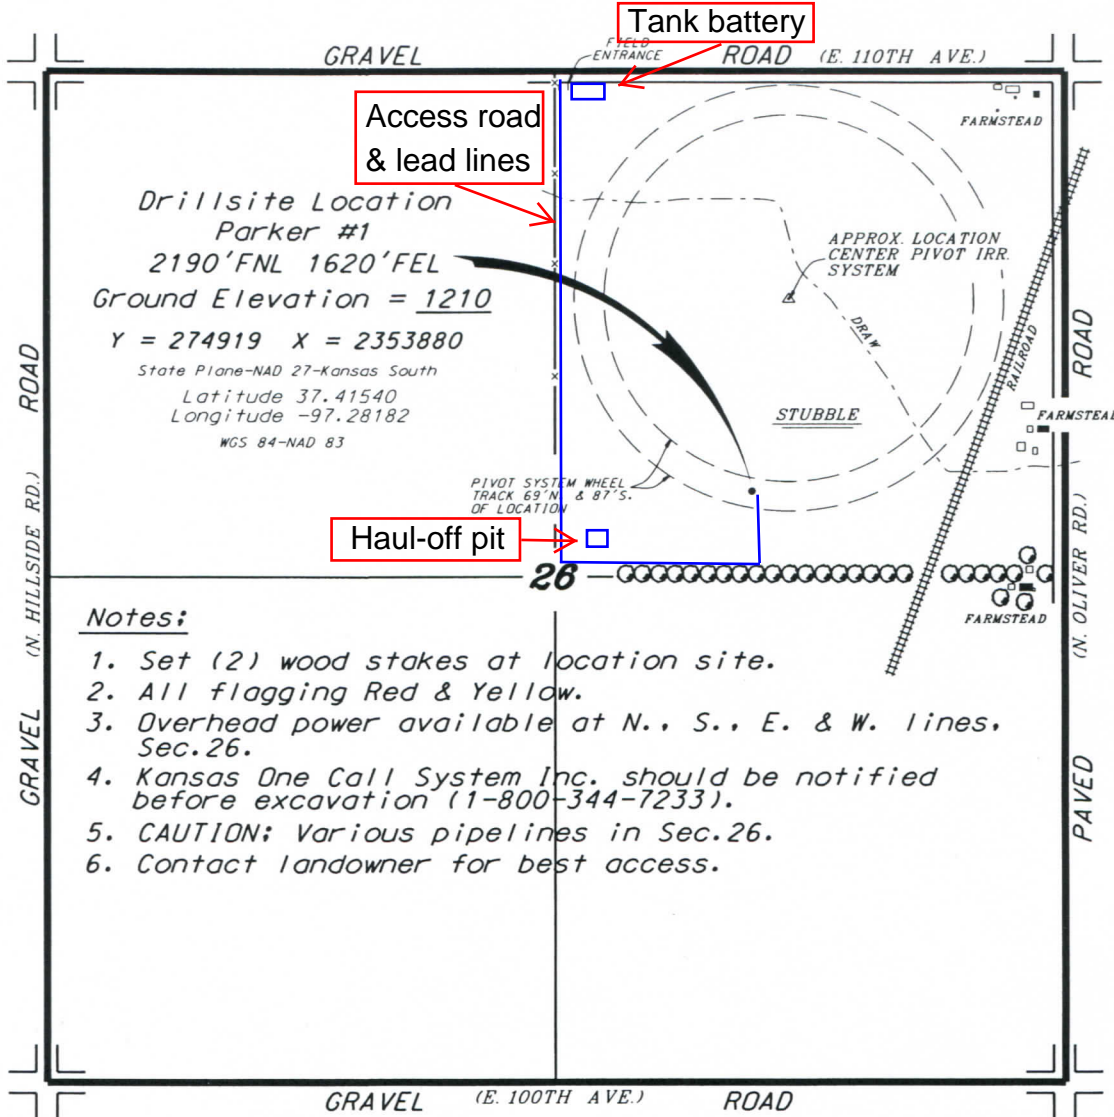 Tank battery
GRAVEL
FIELD
ENTRANCE
ROAD (E. 110TH AVE.)
Access road
& lead lines
FARMSTEAD
Drillsite Location
Parker #1
2190'FNL 1620'FEL
Ground Elevation = 1210
Y = 274919 X = 2353880
State Plane-NAD 27-Kansas South
Latitude 37.41540
Longitude -97.28182
WGS 84-NAD 83
APPROX. LOCATION
CENTER PIVOT IRR.
SYSTEM
DRAW
RAILROAD
STUBBLE
FARMSTEAD
PIVOT SYSTEM WHEEL
TRACK 69'N. & 87'S.
OF LOCATION
Haul-off pit
26
FARMSTEAD
GRAVEL (N. HILLSIDE RD.) ROAD
PAVED (N. OLIVER RD.) ROAD
Notes:
1. Set (2) wood stakes at location site.
2. All flagging Red & Yellow.
3. Overhead power available at N., S., E. & W. lines,
Sec.26.
4. Kansas One Call System Inc. should be notified
before excavation (1-800-344-7233).
5. CAUTION: Various pipelines in Sec.26.
6. Contact landowner for best access.
GRAVEL (E. 100TH AVE.) ROAD